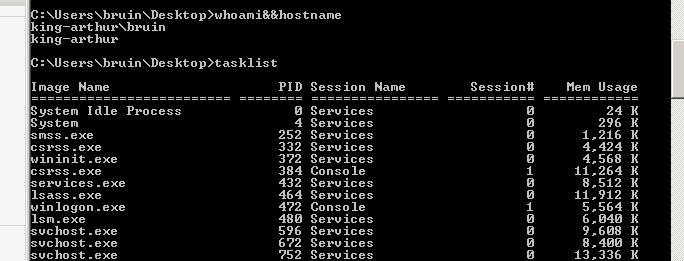 C:\Users\bruin\Desktop>whoami&&hostname
king-arthur\bruin
king-arthur
C:\Users\bruin\Desktop>tasklist
Image Name                     PID Session Name        Session#    Mem Usage
========================= ======== ================ =========== ============
System Idle Process              0 Services                   0         24 K
System                           4 Services                   0        296 K
smss.exe                       252 Services                   0      1,216 K
csrss.exe                      332 Services                   0      4,424 K
wininit.exe                    372 Services                   0      4,568 K
csrss.exe                      384 Console                    1     11,264 K
services.exe                   432 Services                   0      8,512 K
lsass.exe                      464 Services                   0     11,912 K
winlogon.exe                   472 Console                    1      5,564 K
lsm.exe                        480 Services                   0      6,040 K
svchost.exe                    596 Services                   0      9,608 K
svchost.exe                    672 Services                   0      8,400 K
svchost.exe                    752 Services                   0     13,336 K